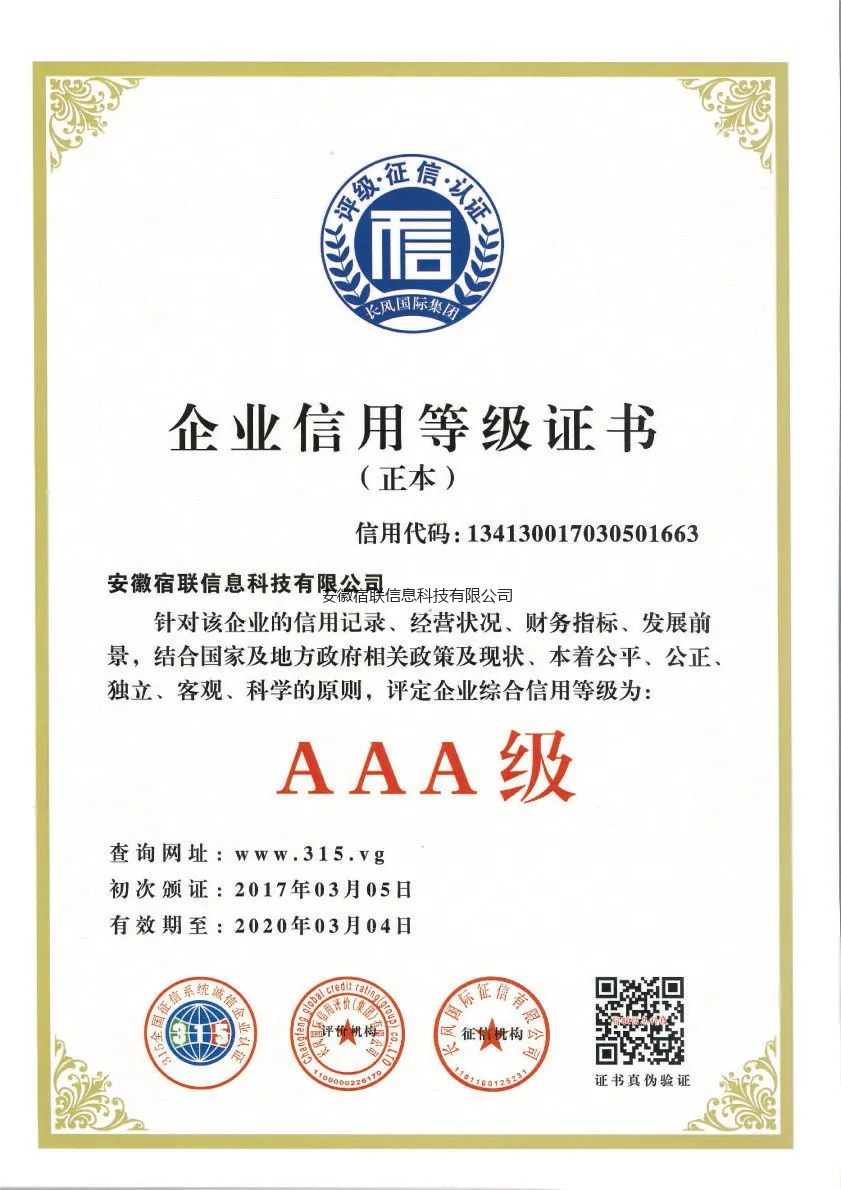 评级·征信·认证
信
长风国际集团
企业信用等级证书
（正本）
信用代码：134130017030501663
安徽宿联信息科技有限公司
安徽宿联信息科技有限公司
针对该企业的信用记录、经营状况、财务指标、发展前
景，结合国家及地方政府相关政策及现状、本着公平、公正、
独立、客观、科学的原则，评定企业综合信用等级为：
AAA级
查询网址：www.315.vg
初次颁证：2017年03月05日
有效期至：2020年03月04日
315全国征信系统诚信企业认证
315
Changfeng global credit rating(group)co.,LTD
长风国际信用评价(集团)有限公司
评价机构
1100000226170
长风国际征信有限公司
征信机构
1101160125231
证书真伪验证